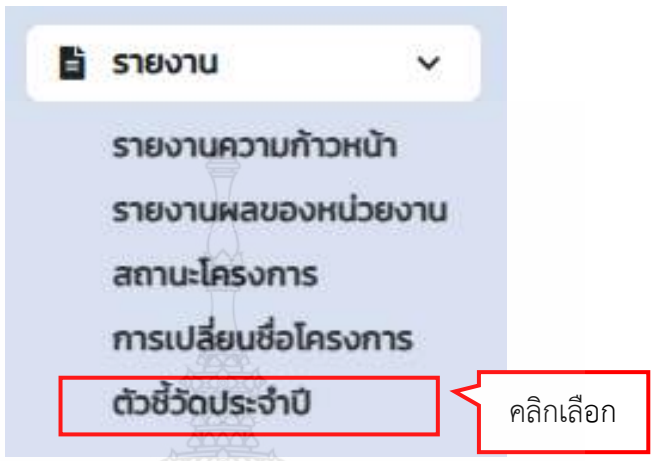 รายงาน
รายงานความก้าวหน้า
รายงานผลของหน่วยงาน
สถานะโครงการ
การเปลี่ยนชื่อโครงการ
ตัวชี้วัดประจำปี
คลิกเลือก